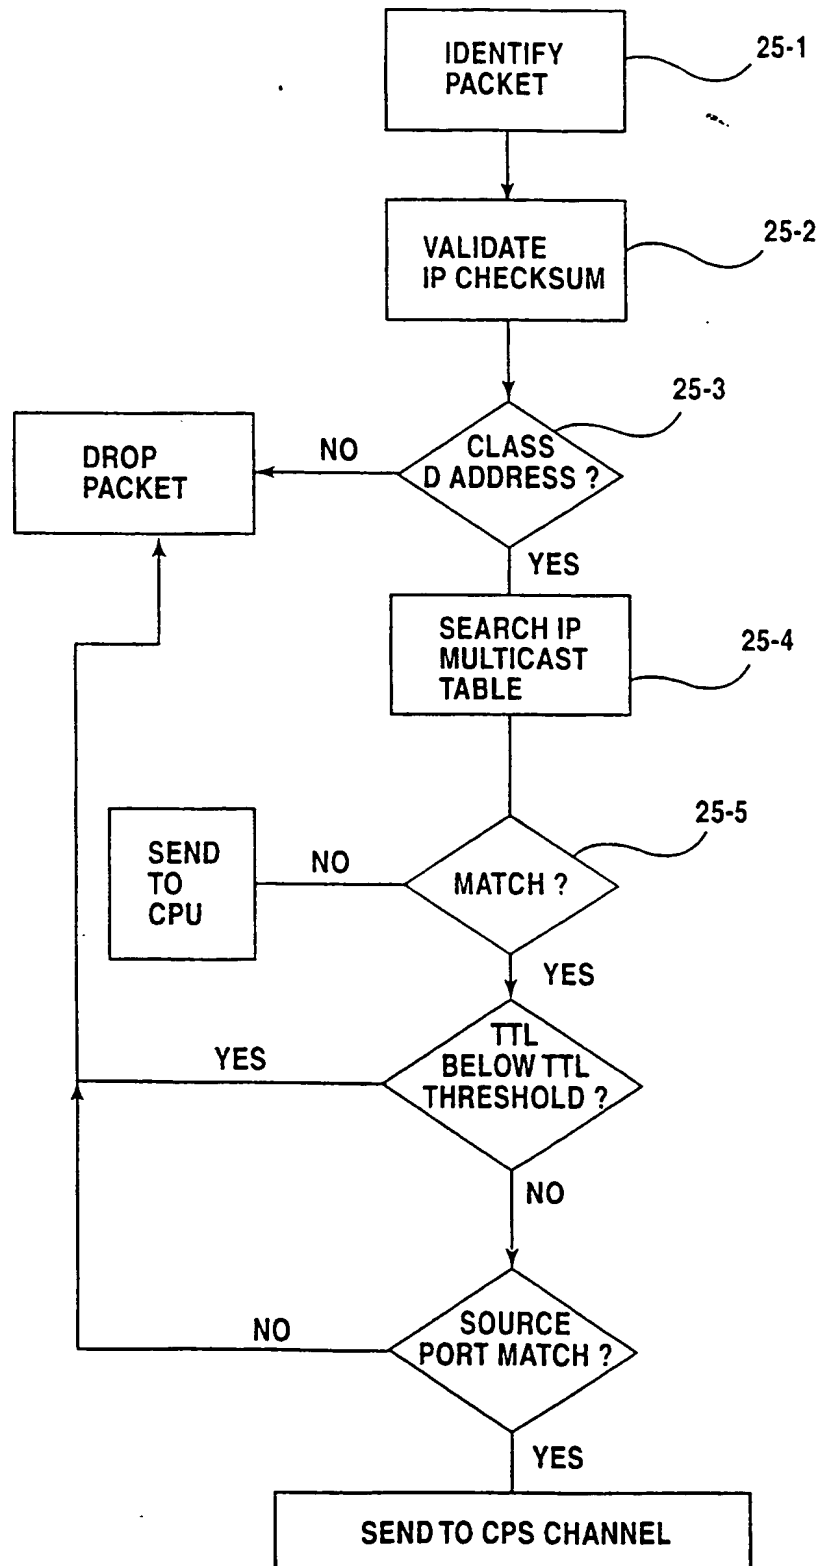 IDENTIFY
PACKET
25-1
VALIDATE
IP CHECKSUM
25-2
25-3
CLASS
D ADDRESS ?
NO
DROP
PACKET
YES
SEARCH IP
MULTICAST
TABLE
25-4
25-5
MATCH ?
NO
SEND
TO
CPU
YES
TTL
BELOW TTL
THRESHOLD ?
YES
NO
SOURCE
PORT MATCH ?
NO
YES
SEND TO CPS CHANNEL